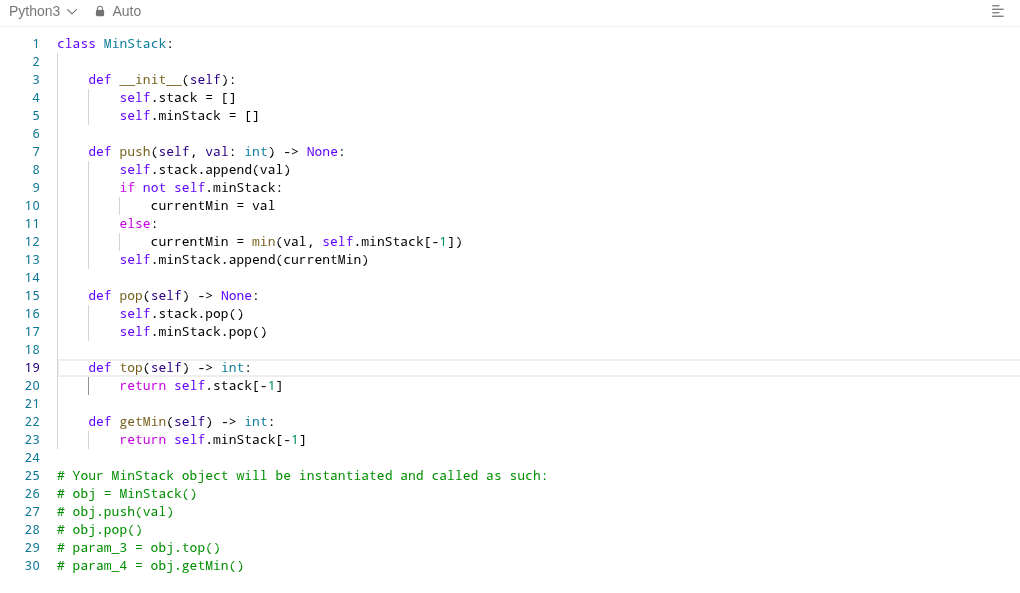 Python3 Auto
1 class MinStack:
2
3     def __init__(self):
4         self.stack = []
5         self.minStack = []
6
7     def push(self, val: int) -> None:
8         self.stack.append(val)
9         if not self.minStack:
10             currentMin = val
11         else:
12             currentMin = min(val, self.minStack[-1])
13         self.minStack.append(currentMin)
14
15     def pop(self) -> None:
16         self.stack.pop()
17         self.minStack.pop()
18
19     def top(self) -> int:
20         return self.stack[-1]
21
22     def getMin(self) -> int:
23         return self.minStack[-1]
24
25 # Your MinStack object will be instantiated and called as such:
26 # obj = MinStack()
27 # obj.push(val)
28 # obj.pop()
29 # param_3 = obj.top()
30 # param_4 = obj.getMin()